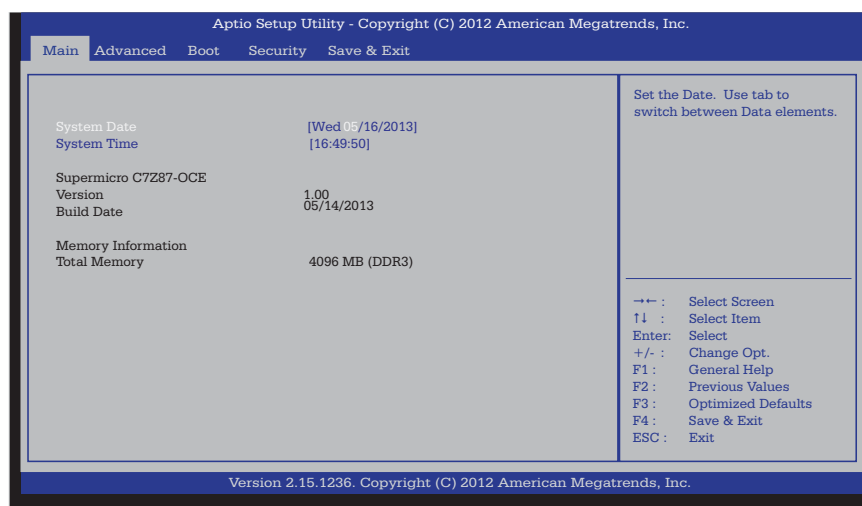 Aptio Setup Utility - Copyright (C) 2012 American Megatrends, Inc.
Main Advanced Boot Security Save & Exit
System Date [Wed 05/16/2013]
System Time [16:49:50]
Supermicro C7Z87-OCE
Version 1.00
Build Date 05/14/2013
Memory Information
Total Memory 4096 MB (DDR3)
Set the Date. Use tab to
switch between Data elements.
→← : Select Screen
↑↓ : Select Item
Enter: Select
+/- : Change Opt.
F1 : General Help
F2 : Previous Values
F3 : Optimized Defaults
F4 : Save & Exit
ESC : Exit
Version 2.15.1236. Copyright (C) 2012 American Megatrends, Inc.